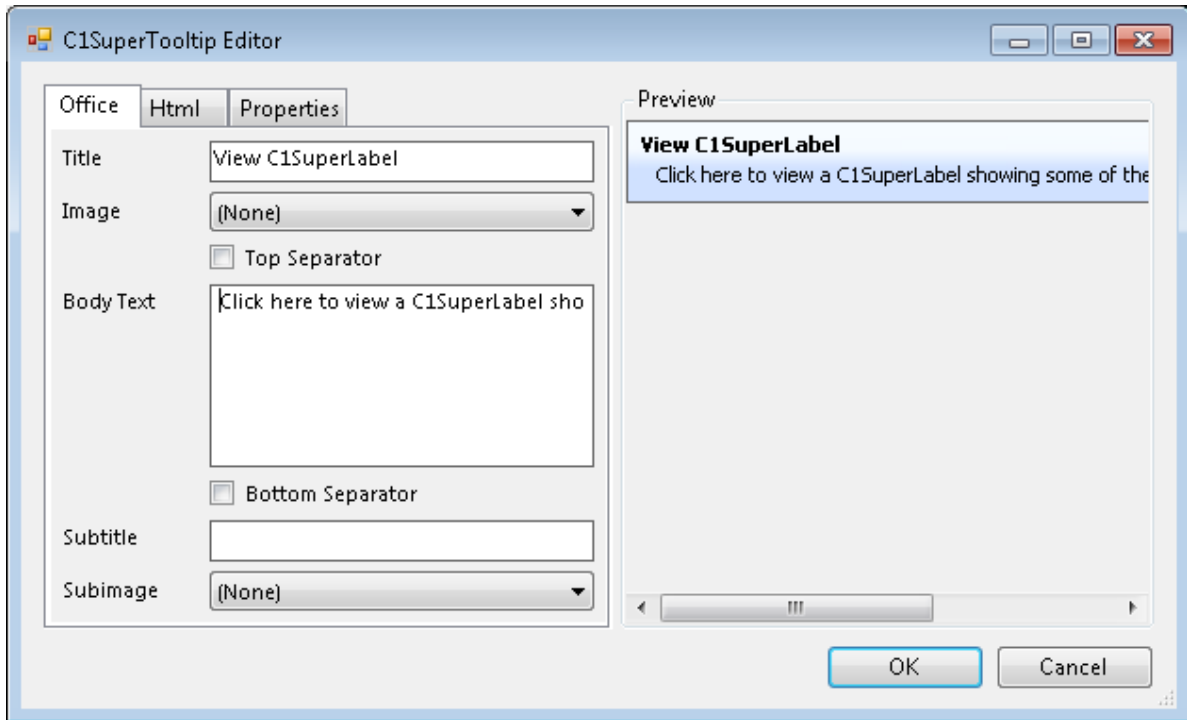 C1SuperTooltip Editor
Office Html Properties
Title View C1SuperLabel
Image (None)
Top Separator
Body Text Click here to view a C1SuperLabel sho
Bottom Separator
Subtitle
Subimage (None)
Preview
View C1SuperLabel
Click here to view a C1SuperLabel showing some of the
OK Cancel